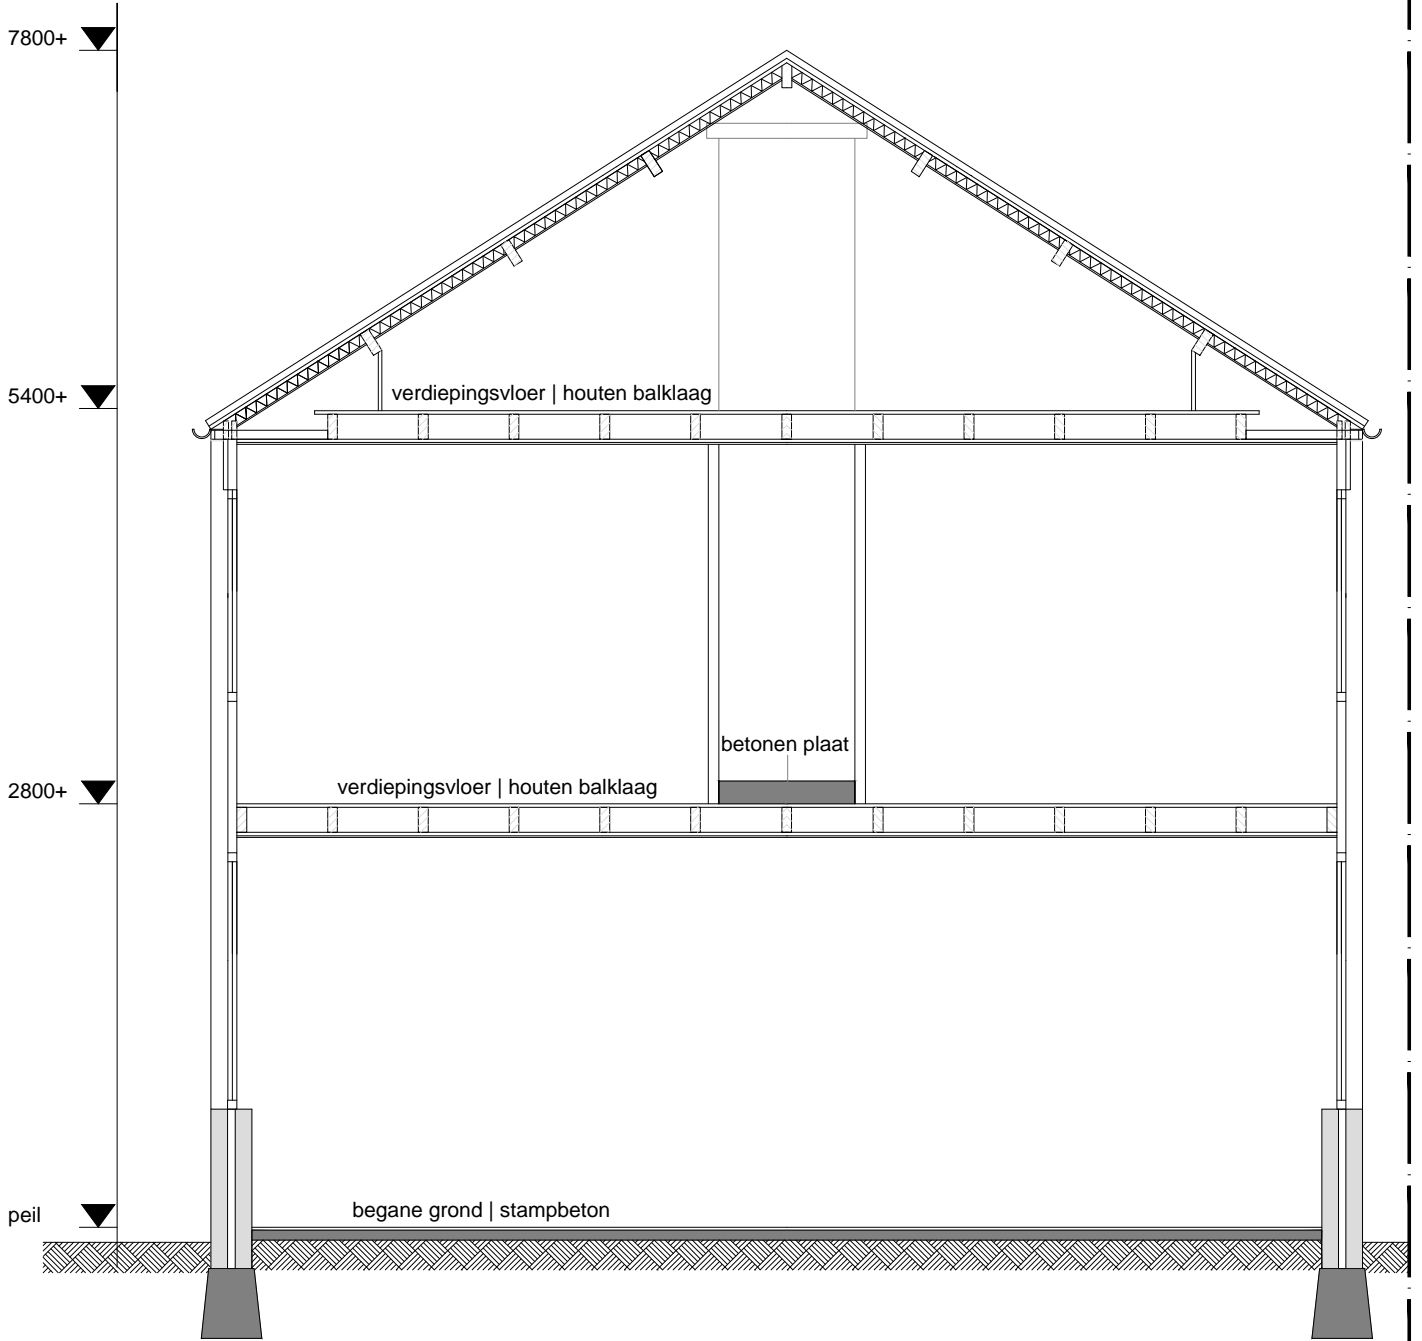 7800+
5400+
verdiepingsvloer | houten balklaag
betonen plaat
2800+
verdiepingsvloer | houten balklaag
peil
begane grond | stampbeton